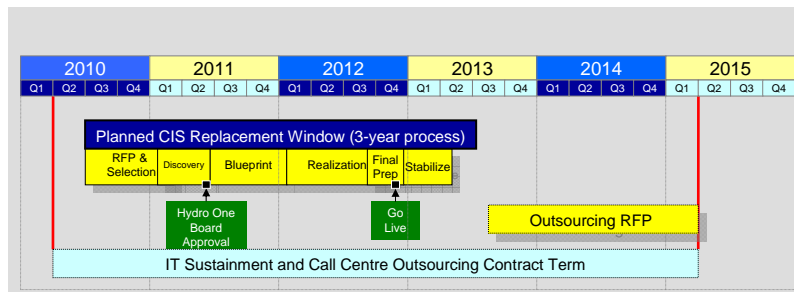 2010 2011 2012 2013 2014 2015
Q1 Q2 Q3 Q4 Q1 Q2 Q3 Q4 Q1 Q2 Q3 Q4 Q1 Q2 Q3 Q4 Q1 Q2 Q3 Q4 Q1 Q2 Q3 Q4
Planned CIS Replacement Window (3-year process)
RFP &
Selection
Discovery
Blueprint
Realization
Final
Prep
Stabilize
Hydro One
Board
Approval
Go
Live
Outsourcing RFP
IT Sustainment and Call Centre Outsourcing Contract Term